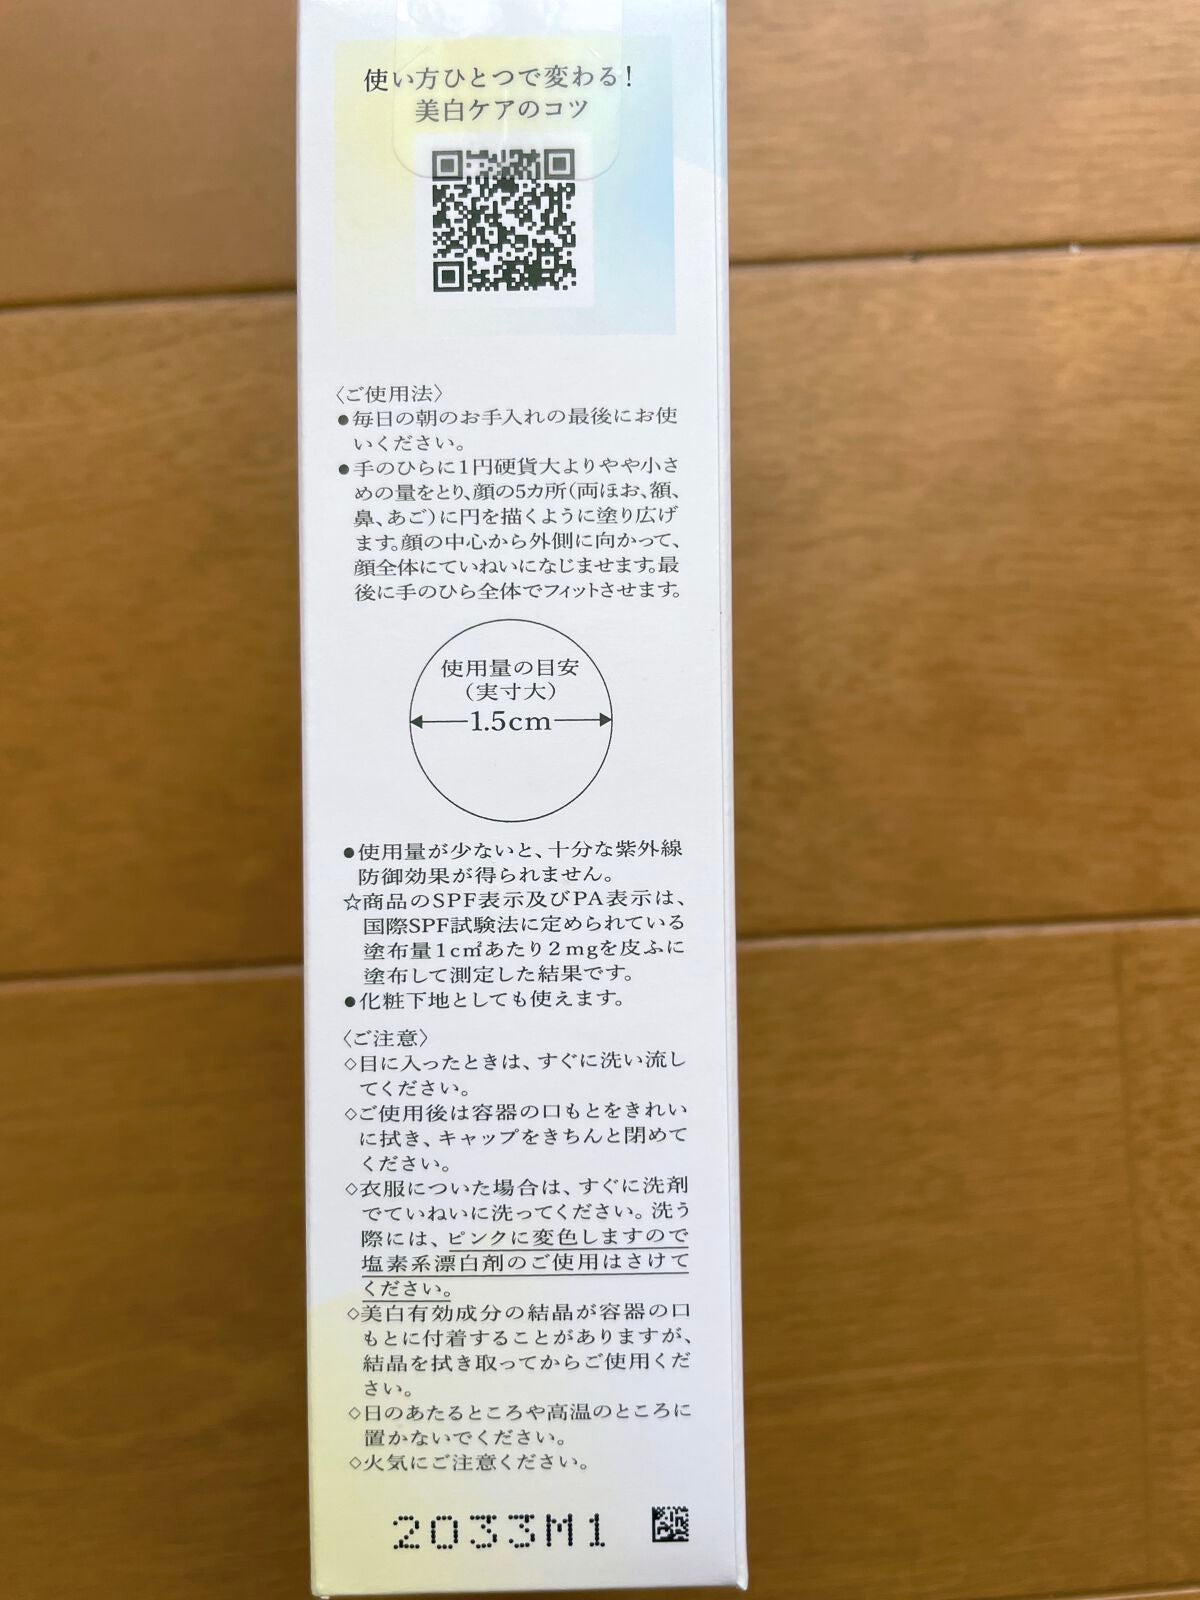 使い方ひとつで変わる!
美白ケアのコツ
〈ご使用法〉
●毎日の朝のお手入れの最後にお使
いください。
●手のひらに1円硬貨大よりやや小さ
めの量をとり、顔の5カ所(両ほお、額、
鼻、あご)に円を描くように塗り広げ
ます。顔の中心から外側に向かって、
顔全体にていねいになじませます。最
後に手のひら全体でフィットさせます。
使用量の目安
(実寸大)
1.5cm
●使用量が少ないと、十分な紫外線
防御効果が得られません。
☆商品のSPF表示及びPA表示は、
国際SPF試験法に定められている
塗布量1c㎡あたり2mgを皮ふに
塗布して測定した結果です。
●化粧下地としても使えます。
〈ご注意〉
◇目に入ったときは、すぐに洗い流し
てください。
◇ご使用後は容器の口もとをきれい
に拭き、キャップをきちんと閉めて
ください。
◇衣服についた場合は、すぐに洗剤
でていねいに洗ってください。洗う
際には、ピンクに変色しますので
塩素系漂白剤のご使用はさけて
ください。
◇美白有効成分の結晶が容器の口
もとに付着することがありますが、
結晶を拭き取ってからご使用くだ
さい。
◇日のあたるところや高温のところに
置かないでください。
◇火気にご注意ください。
2033M1